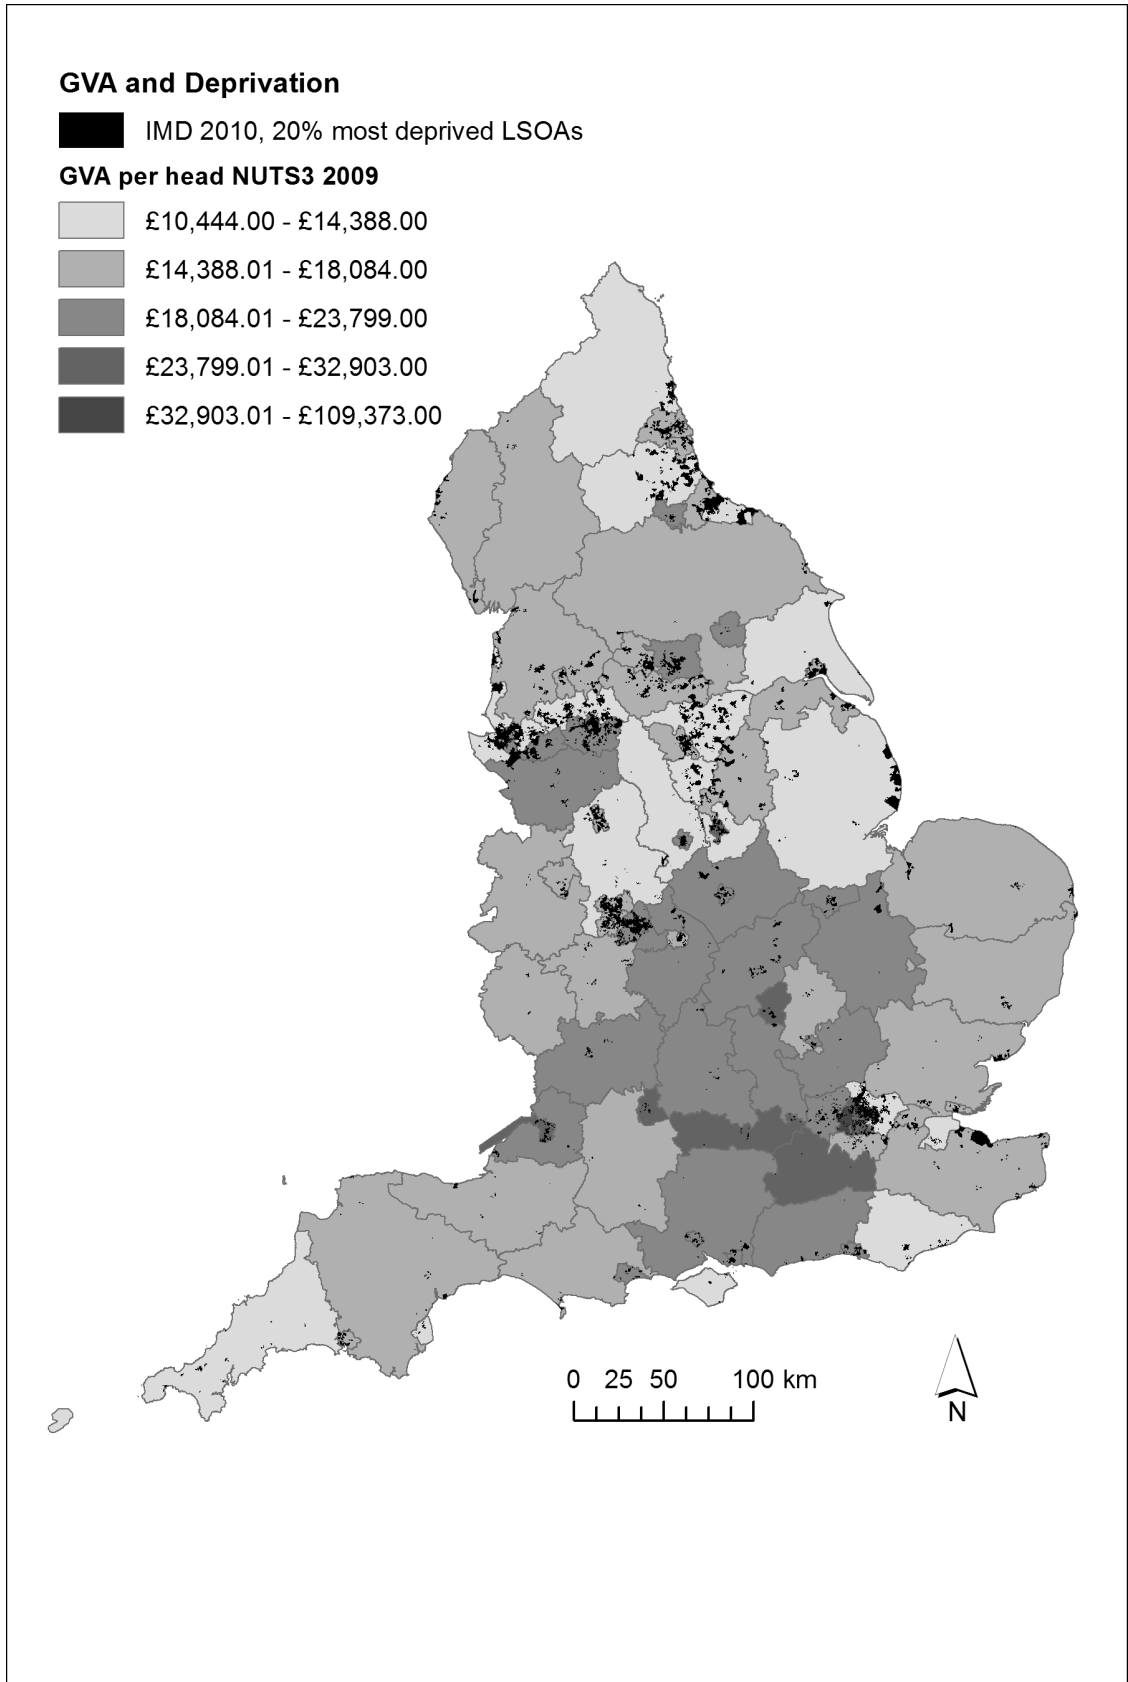 GVA and Deprivation
IMD 2010, 20% most deprived LSOAs
GVA per head NUTS3 2009
£10,444.00 - £14,388.00
£14,388.01 - £18,084.00
£18,084.01 - £23,799.00
£23,799.01 - £32,903.00
£32,903.01 - £109,373.00
0 25 50 100 km
N